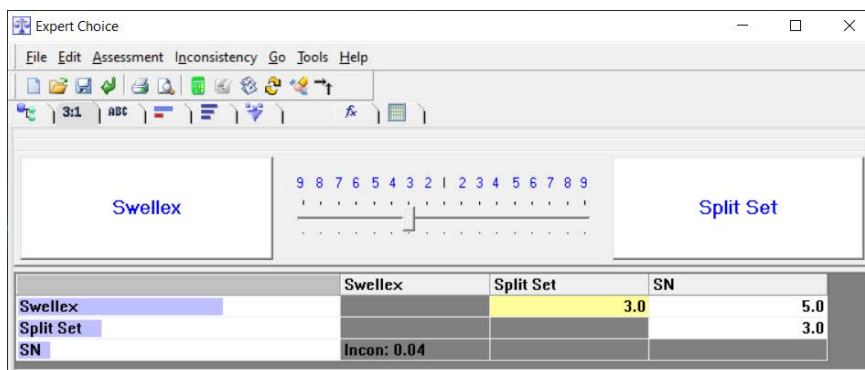 Expert Choice
File Edit Assessment Inconsistency Go Tools Help
3:1 ABC fx
9 8 7 6 5 4 3 2 1 2 3 4 5 6 7 8 9
Swellex Split Set
Swellex Split Set SN
Swellex 3.0 5.0
Split Set 3.0
SN Incon: 0.04